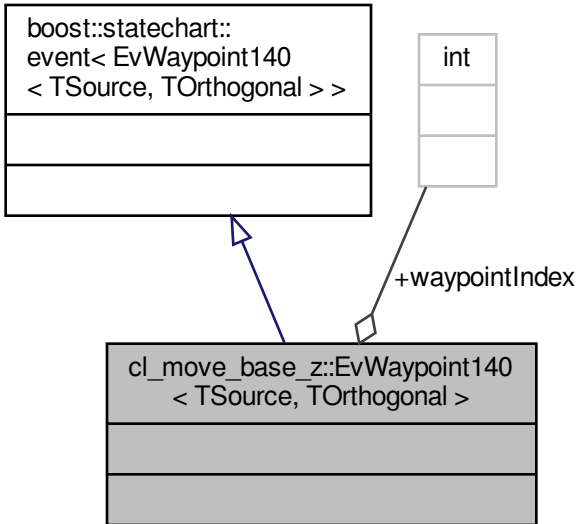 boost::statechart::
event< EvWaypoint140
< TSource, TOrthogonal > >
int
+waypointIndex
cl_move_base_z::EvWaypoint140
< TSource, TOrthogonal >